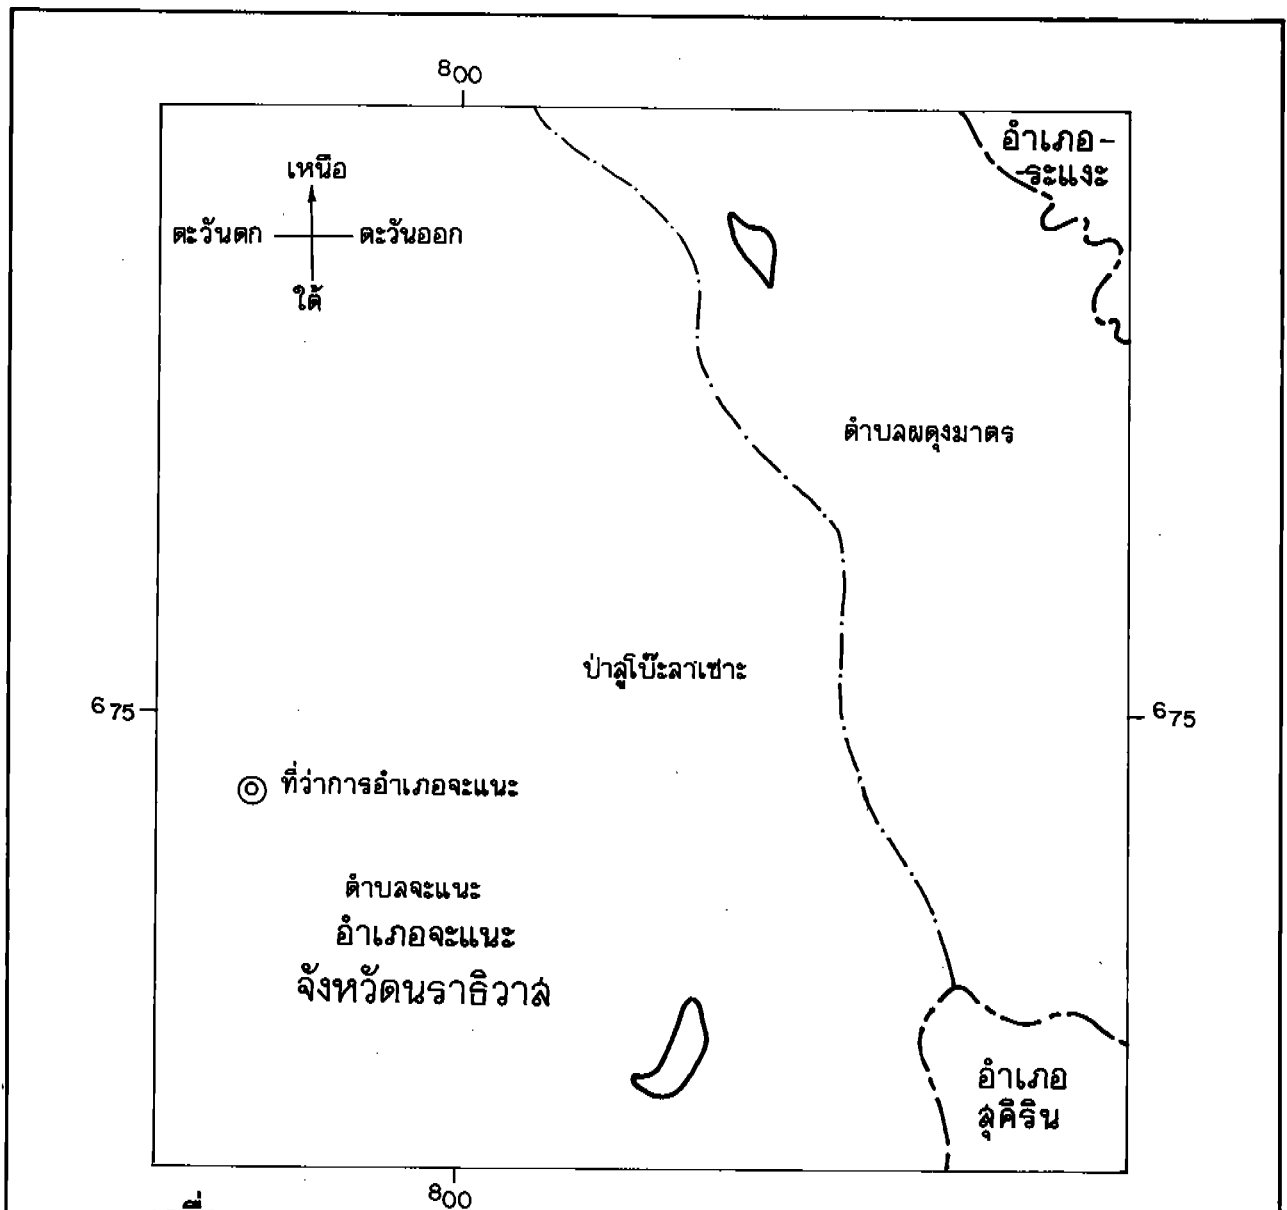 800
อำเภอ-
-ระแงะ
เหนือ
ตะวันตก
ตะวันออก
ใต้
ตำบลผดุงมาตร
ป่าลูโบ๊ะลาเซาะ
675
675
ที่ว่าการอำเภอจะแนะ
ตำบลจะแนะ
อำเภอจะแนะ
จังหวัดนราธิวาส
อำเภอ
สุคิริน
800